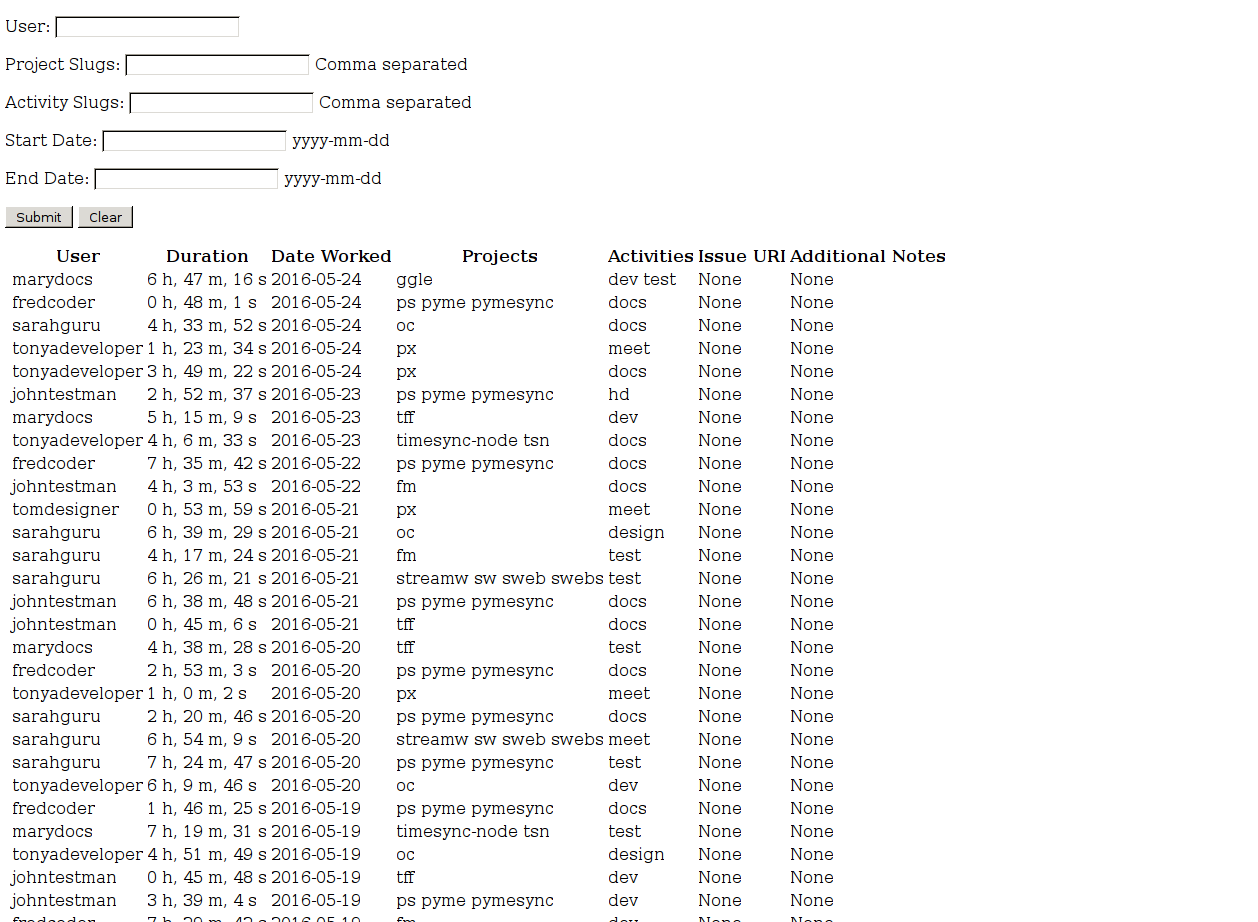 User:
Project Slugs: Comma separated
Activity Slugs: Comma separated
Start Date: yyyy-mm-dd
End Date: yyyy-mm-dd
Submit Clear
User Duration Date Worked Projects Activities Issue URI Additional Notes
marydocs 6 h, 47 m, 16 s 2016-05-24 ggle dev test None None
fredcoder 0 h, 48 m, 1 s 2016-05-24 ps pyme pymesync docs None None
sarahguru 4 h, 33 m, 52 s 2016-05-24 oc docs None None
tonyadeveloper 1 h, 23 m, 34 s 2016-05-24 px meet None None
tonyadeveloper 3 h, 49 m, 22 s 2016-05-24 px docs None None
johntestman 2 h, 52 m, 37 s 2016-05-23 ps pyme pymesync hd None None
marydocs 5 h, 15 m, 9 s 2016-05-23 tff dev None None
tonyadeveloper 4 h, 6 m, 33 s 2016-05-23 timesync-node tsn docs None None
fredcoder 7 h, 35 m, 42 s 2016-05-22 ps pyme pymesync docs None None
johntestman 4 h, 3 m, 53 s 2016-05-22 fm docs None None
tomdesigner 0 h, 53 m, 59 s 2016-05-21 px meet None None
sarahguru 6 h, 39 m, 29 s 2016-05-21 oc design None None
sarahguru 4 h, 17 m, 24 s 2016-05-21 fm test None None
sarahguru 6 h, 26 m, 21 s 2016-05-21 streamw sw sweb swebs test None None
johntestman 6 h, 38 m, 48 s 2016-05-21 ps pyme pymesync docs None None
johntestman 0 h, 45 m, 6 s 2016-05-21 tff docs None None
marydocs 4 h, 38 m, 28 s 2016-05-20 tff test None None
fredcoder 2 h, 53 m, 3 s 2016-05-20 ps pyme pymesync docs None None
tonyadeveloper 1 h, 0 m, 2 s 2016-05-20 px meet None None
sarahguru 2 h, 20 m, 46 s 2016-05-20 ps pyme pymesync docs None None
sarahguru 6 h, 54 m, 9 s 2016-05-20 streamw sw sweb swebs meet None None
sarahguru 7 h, 24 m, 47 s 2016-05-20 ps pyme pymesync test None None
tonyadeveloper 6 h, 9 m, 46 s 2016-05-20 oc dev None None
fredcoder 1 h, 46 m, 25 s 2016-05-19 ps pyme pymesync docs None None
marydocs 7 h, 19 m, 31 s 2016-05-19 timesync-node tsn test None None
tonyadeveloper 4 h, 51 m, 49 s 2016-05-19 oc design None None
johntestman 0 h, 45 m, 48 s 2016-05-19 tff dev None None
johntestman 3 h, 39 m, 4 s 2016-05-19 ps pyme pymesync dev None None
fredcoder 2016-05-19 fm dev None None